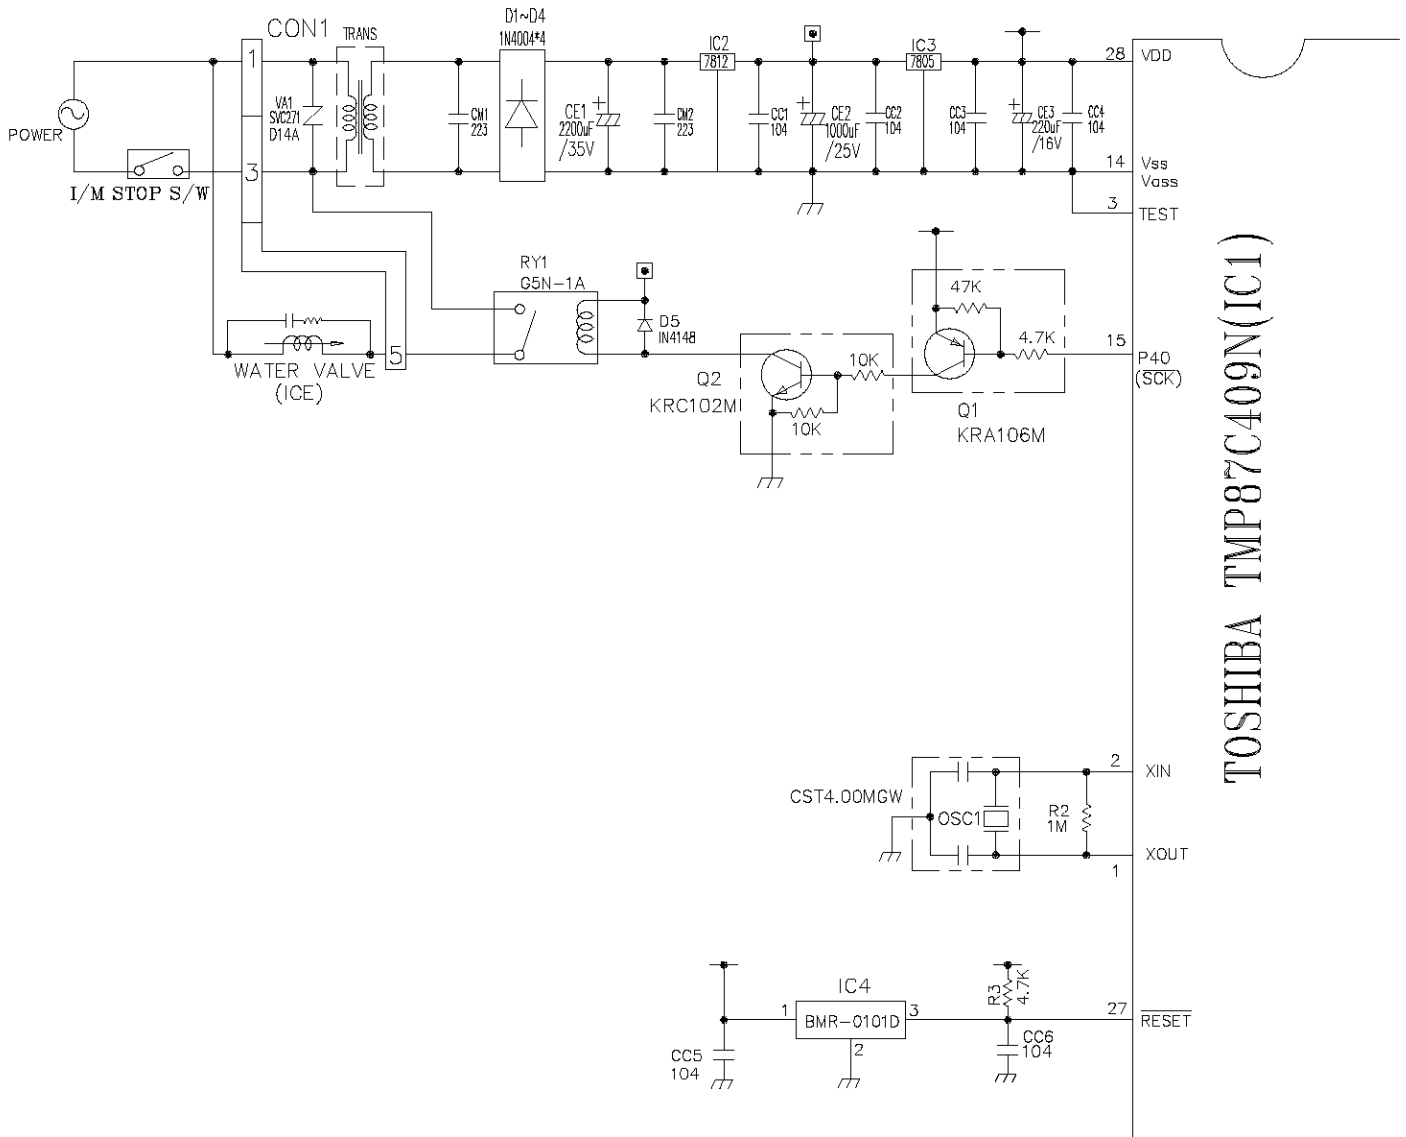 CON1
TRANS
D1~D4
1N4004*4
1
3
5
VA1
SVC271
D14A
POWER
I/M STOP S/W
CM1
223
CE1
2200uF
/35V
CM2
223
IC2
7812
CC1
104
CE2
1000uF
/25V
CC2
104
IC3
7805
CC3
104
CE3
220uF
/16V
CC4
104
28
VDD
14
Vss
Vass
3
TEST
RY1
G5N-1A
D5
IN4148
WATER VALVE
(ICE)
Q2
KRC102M
10K
10K
47K
4.7K
Q1
KRA106M
15
P40
(SCK)
TOSHIBA TMP87C409N(IC1)
CST4.00MGW
OSC1
R2
1M
2
XIN
XOUT
1
IC4
BMR-0101D
1
2
3
CC5
104
R3
4.7K
CC6
104
27
RESET